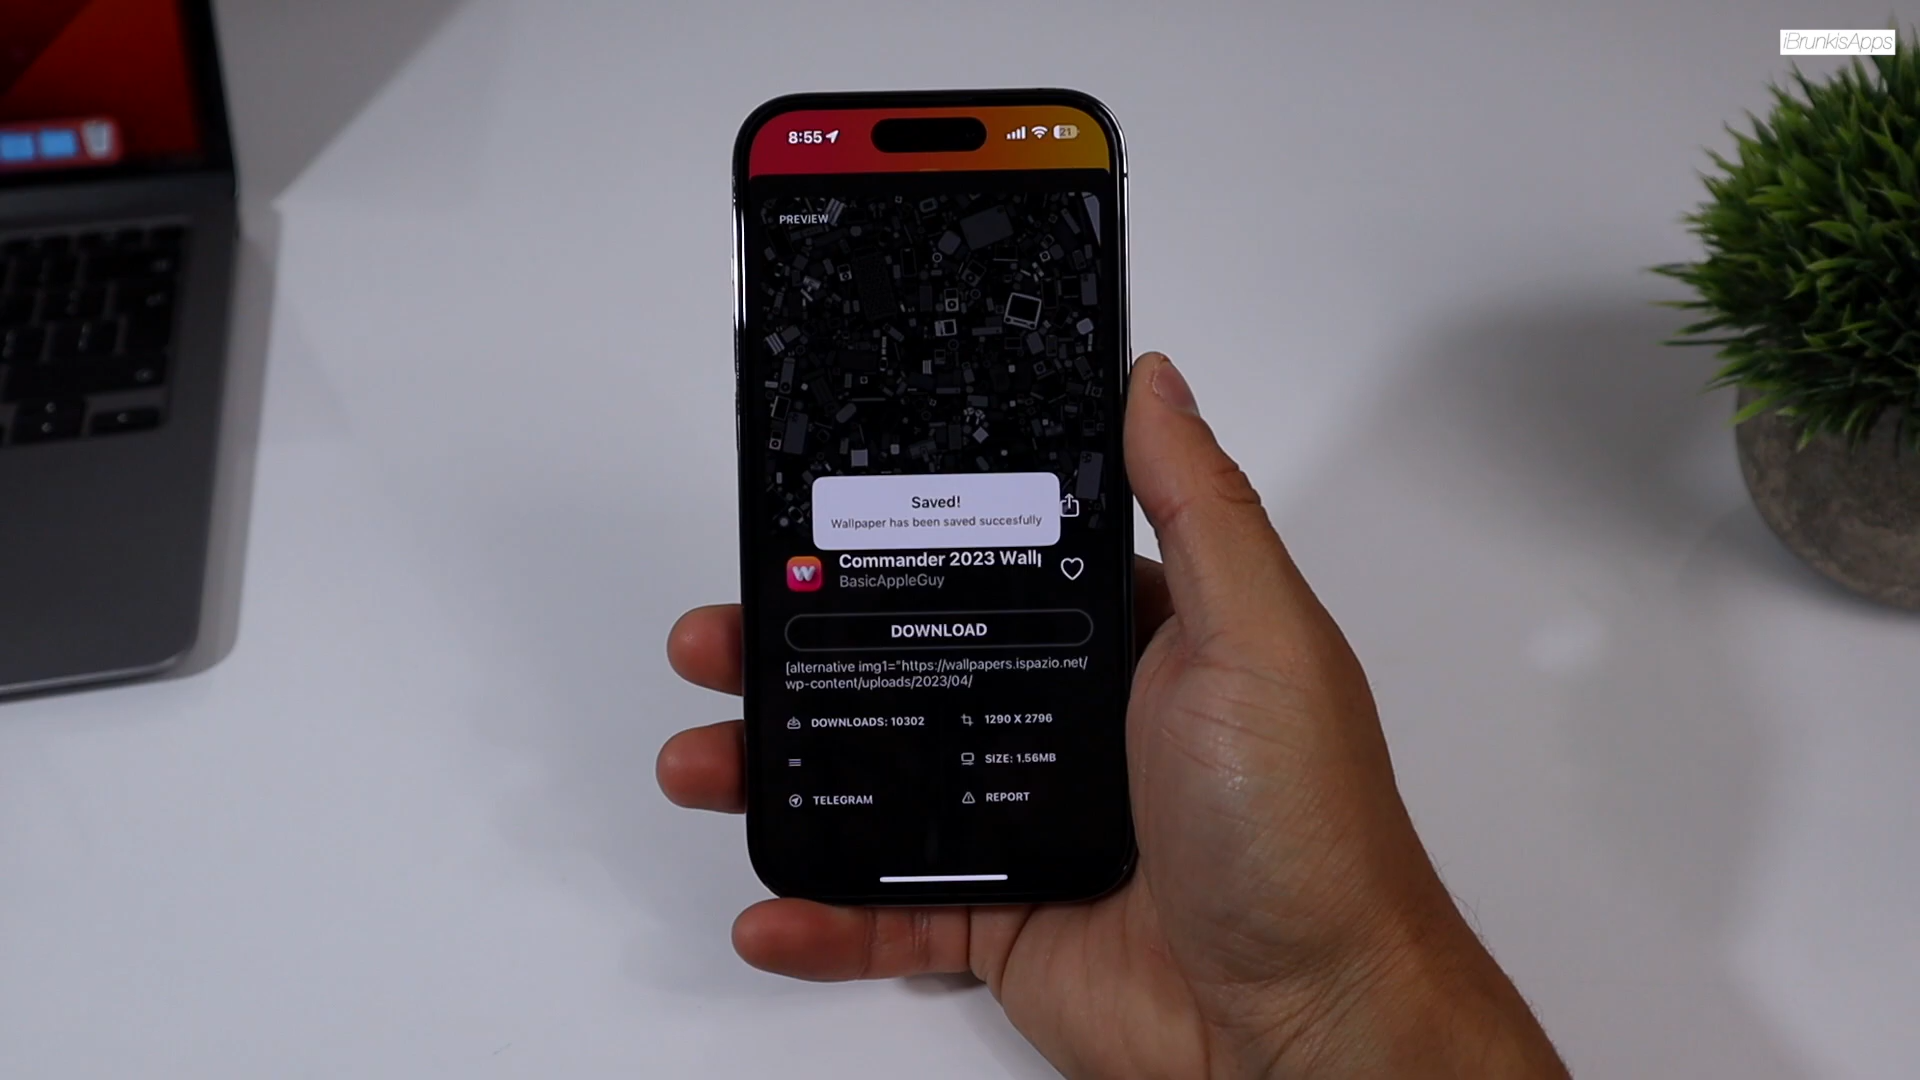 iBrunkisApps
8:55
21
PREVIEW
Saved!
Wallpaper has been saved succesfully
Commander 2023 Wallp
BasicAppleGuy
W
DOWNLOAD
[alternative img1="https://wallpapers.ispazio.net/
wp-content/uploads/2023/04/
DOWNLOADS: 10302
1290 X 2796
SIZE: 1.56MB
TELEGRAM
REPORT